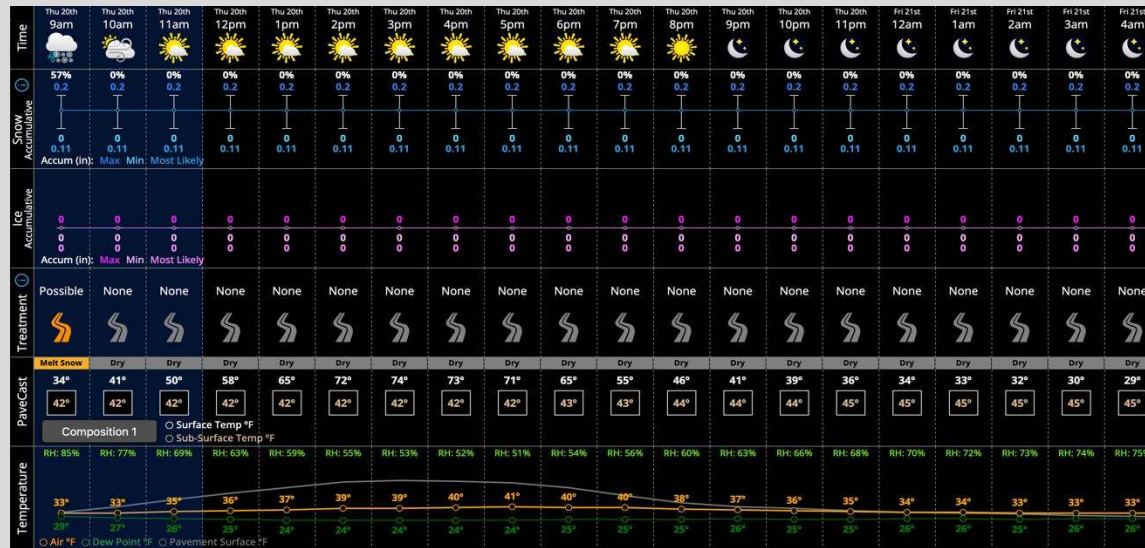 Time
Thu 20th Thu 20th Thu 20th Thu 20th Thu 20th Thu 20th Thu 20th Thu 20th Thu 20th Thu 20th Thu 20th Thu 20th Thu 20th Thu 20th Thu 20th Fri 21st Fri 21st Fri 21st Fri 21st Fri 21st
9am 10am 11am 12pm 1pm 2pm 3pm 4pm 5pm 6pm 7pm 8pm 9pm 10pm 11pm 12am 1am 2am 3am 4am
Snow
Accumulative
57% 0% 0% 0% 0% 0% 0% 0% 0% 0% 0% 0% 0% 0% 0% 0% 0% 0% 0% 0%
0.2 0.2 0.2 0.2 0.2 0.2 0.2 0.2 0.2 0.2 0.2 0.2 0.2 0.2 0.2 0.2 0.2 0.2 0.2 0.2
0 0 0 0 0 0 0 0 0 0 0 0 0 0 0 0 0 0 0 0
0.11 0.11 0.11 0.11 0.11 0.11 0.11 0.11 0.11 0.11 0.11 0.11 0.11 0.11 0.11 0.11 0.11 0.11 0.11 0.11
Accum (in): Max Min Most Likely
Ice
Accumulative
0 0 0 0 0 0 0 0 0 0 0 0 0 0 0 0 0 0 0 0
0 0 0 0 0 0 0 0 0 0 0 0 0 0 0 0 0 0 0 0
0 0 0 0 0 0 0 0 0 0 0 0 0 0 0 0 0 0 0 0
Accum (in): Max Min Most Likely
Treatment
Possible None None None None None None None None None None None None None None None None None None None
PaveCast
Melt Snow Dry Dry Dry Dry Dry Dry Dry Dry Dry Dry Dry Dry Dry Dry Dry Dry Dry Dry Dry
34° 41° 50° 58° 65° 72° 74° 73° 71° 65° 55° 46° 41° 39° 36° 34° 33° 32° 30° 29°
42° 42° 42° 42° 42° 42° 42° 42° 42° 43° 43° 44° 44° 44° 45° 45° 45° 45° 45° 45°
Composition 1
Surface Temp °F
Sub-Surface Temp °F
Temperature
RH: 85% RH: 77% RH: 69% RH: 63% RH: 59% RH: 55% RH: 53% RH: 52% RH: 51% RH: 54% RH: 56% RH: 60% RH: 63% RH: 66% RH: 68% RH: 70% RH: 72% RH: 73% RH: 74% RH: 75%
33° 33° 35° 36° 37° 39° 39° 40° 41° 40° 40° 38° 37° 36° 35° 34° 34° 33° 33° 33°
29° 27° 26° 25° 24° 24° 24° 24° 24° 24° 25° 25° 26° 25° 25° 26° 26° 25° 26° 26°
Air °F Dew Point °F Pavement Surface °F